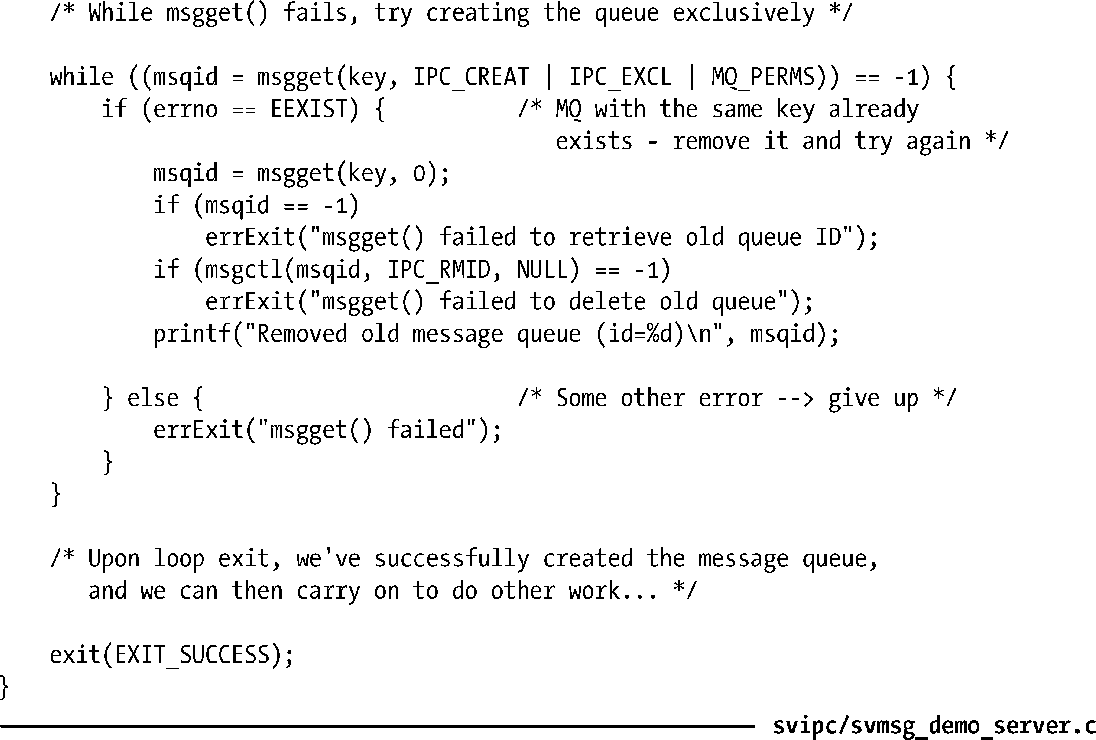 /* While msgget() fails, try creating the queue exclusively */
while ((msqid = msgget(key, IPC_CREAT | IPC_EXCL | MQ_PERMS)) == -1) {
if (errno == EEXIST) { /* MQ with the same key already
exists - remove it and try again */
msqid = msgget(key, 0);
if (msqid == -1)
errExit("msgget() failed to retrieve old queue ID");
if (msgctl(msqid, IPC_RMID, NULL) == -1)
errExit("msgget() failed to delete old queue");
printf("Removed old message queue (id=%d)\n", msqid);
} else { /* Some other error --> give up */
errExit("msgget() failed");
}
}
/* Upon loop exit, we've successfully created the message queue,
and we can then carry on to do other work... */
exit(EXIT_SUCCESS);
}
svipc/svmsg_demo_server.c